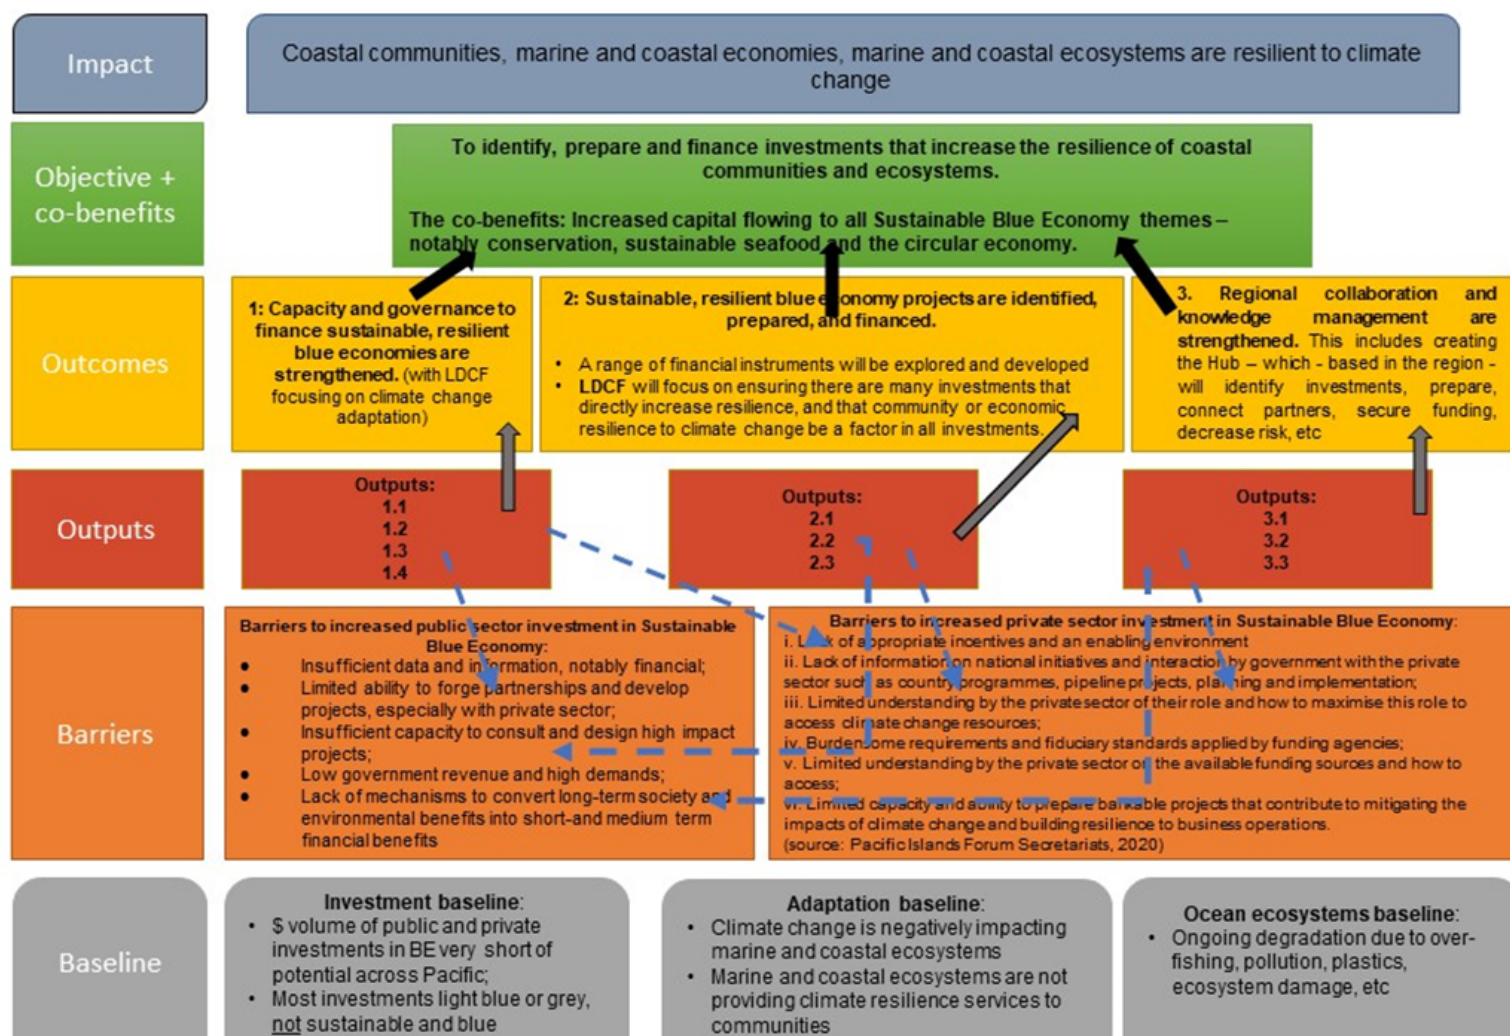 Impact
Coastal communities, marine and coastal economies, marine and coastal ecosystems are resilient to climate
change
Objective +
co-benefits
To identify, prepare and finance investments that increase the resilience of coastal
communities and ecosystems.
The co-benefits: Increased capital flowing to all Sustainable Blue Economy themes –
notably conservation, sustainable seafood and the circular economy.
Outcomes
1: Capacity and governance to
finance sustainable, resilient
blue economies are
strengthened. (with LDCF
focusing on climate change
adaptation)
2: Sustainable, resilient blue economy projects are identified,
prepared, and financed.
• A range of financial instruments will be explored and developed
• LDCF will focus on ensuring there are many investments that
directly increase resilience, and that community or economic
resilience to climate change be a factor in all investments.
3. Regional collaboration and
knowledge management are
strengthened. This includes creating
the Hub – which - based in the region -
will identify investments, prepare,
connect partners, secure funding,
decrease risk, etc
Outputs
Outputs:
1.1
1.2
1.3
1.4
Outputs:
2.1
2.2
2.3
Outputs:
3.1
3.2
3.3
Barriers
Barriers to increased public sector investment in Sustainable
Blue Economy:
● Insufficient data and information, notably financial;
● Limited ability to forge partnerships and develop
projects, especially with private sector;
● Insufficient capacity to consult and design high impact
projects;
● Low government revenue and high demands;
● Lack of mechanisms to convert long-term society and
environmental benefits into short-and medium term
financial benefits
Barriers to increased private sector investment in Sustainable Blue Economy:
i. Lack of appropriate incentives and an enabling environment
ii. Lack of information on national initiatives and interaction by government with the private
sector such as country programmes, pipeline projects, planning and implementation;
iii. Limited understanding by the private sector of their role and how to maximise this role to
access climate change resources;
iv. Burdensome requirements and fiduciary standards applied by funding agencies;
v. Limited understanding by the private sector on the available funding sources and how to
access;
vi. Limited capacity and ability to prepare bankable projects that contribute to mitigating the
impacts of climate change and building resilience to business operations.
(source: Pacific Islands Forum Secretariats, 2020)
Baseline
Investment baseline:
• $ volume of public and private
investments in BE very short of
potential across Pacific;
• Most investments light blue or grey,
not sustainable and blue
Adaptation baseline:
• Climate change is negatively impacting
marine and coastal ecosystems
• Marine and coastal ecosystems are not
providing climate resilience services to
communities
Ocean ecosystems baseline:
• Ongoing degradation due to over-
fishing, pollution, plastics,
ecosystem damage, etc